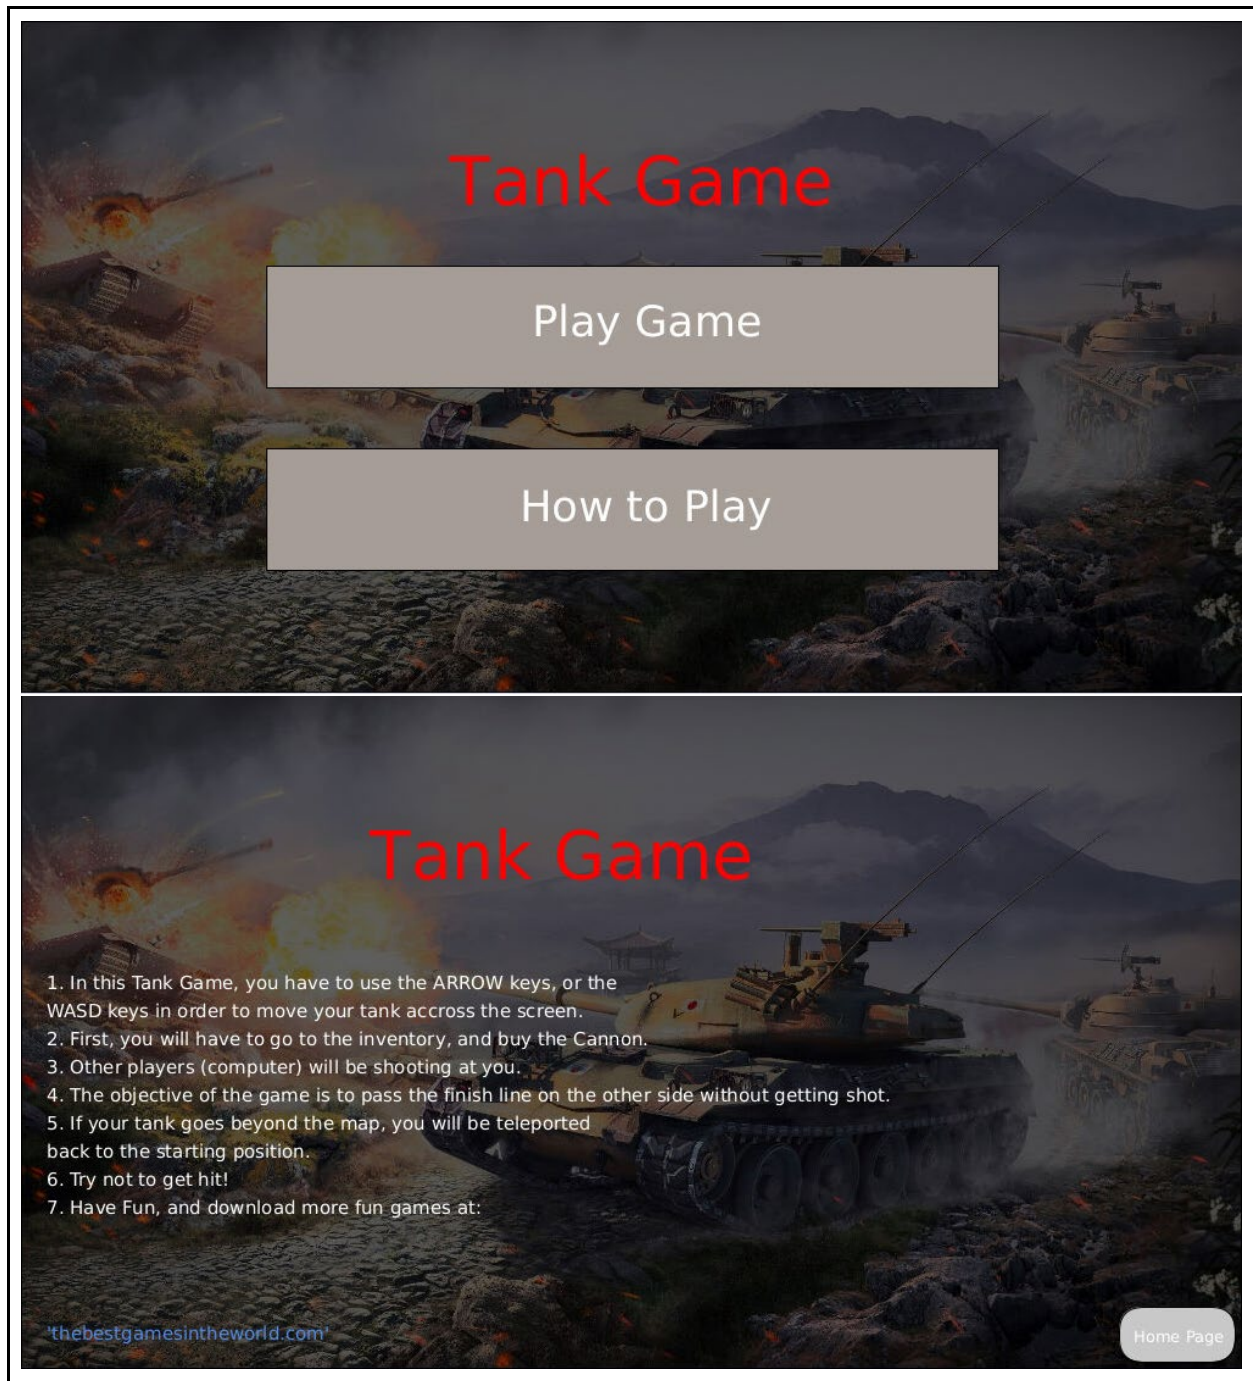 Tank Game
Play Game
How to Play
Tank Game
1. In this Tank Game, you have to use the ARROW keys, or the
WASD keys in order to move your tank accross the screen.
2. First, you will have to go to the inventory, and buy the Cannon.
3. Other players (computer) will be shooting at you.
4. The objective of the game is to pass the finish line on the other side without getting shot.
5. If your tank goes beyond the map, you will be teleported
back to the starting position.
6. Try not to get hit!
7. Have Fun, and download more fun games at:
'thebestgamesintheworld.com'
Home Page